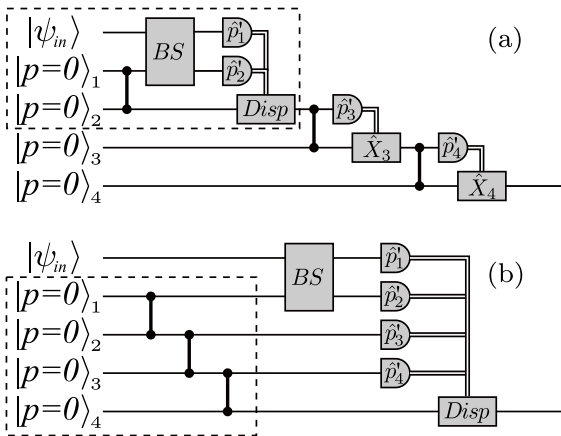 |ψin⟩ BS p̂'1 (a)
|p=0⟩1 p̂'2
|p=0⟩2 Disp p̂'3
|p=0⟩3 X̂3 p̂'4
|p=0⟩4 X̂4
|ψin⟩ BS p̂'1 (b)
|p=0⟩1 p̂'2
|p=0⟩2 p̂'3
|p=0⟩3 p̂'4
|p=0⟩4 Disp